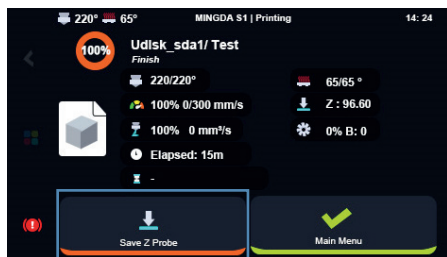 220° 65° MINGDA S1 | Printing 14: 24
100% Udisk_sda1/ Test
Finish
220/220° 65/65 °
100% 0/300 mm/s Z : 96.60
100% 0 mm³/s 0% B: 0
Elapsed: 15m
-
Save Z Probe Main Menu